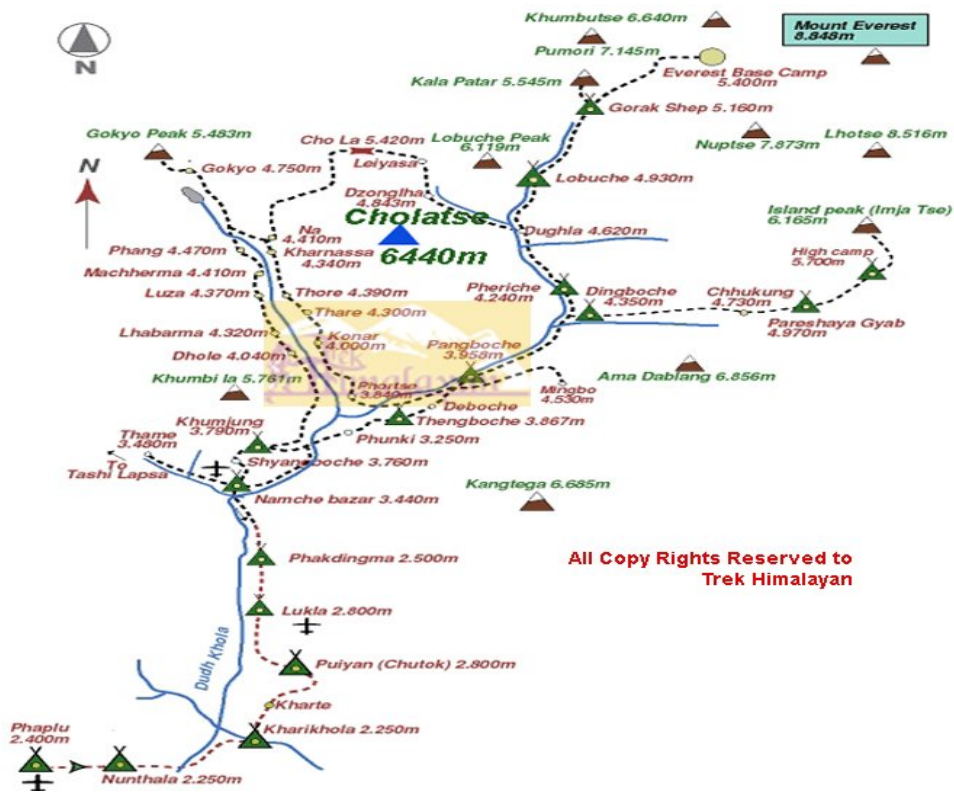 Khumbutse 6.640m
Mount Everest
8.848m
Pumori 7.145m
Kala Patar 5.545m
Everest Base Camp
5.400m
N
Gorak Shep 5.160m
Gokyo Peak 5.483m
Cho La 5.420m
Lobuche Peak
6.119m
Nuptse 7.873m
Lhotse 8.516m
N
Gokyo 4.750m
Leiyasa
Lobuche 4.930m
Dzonglha
4.843m
Cholatse
6440m
Island peak (Imja Tse)
6.165m
Na
4.410m
Dughla 4.620m
Phang 4.470m
Kharnassa
4.340m
High camp
5.700m
Machherma 4.410m
Pheriche
4.240m
Dingboche
4.350m
Chhukung
4.730m
Luza 4.370m
Thore 4.390m
Thare 4.300m
Pareshaya Gyab
4.970m
Lhabarma 4.320m
Konar
4.000m
Pangboche
3.958m
Dhole 4.040m
Trek
Himalayan
Khumbi la 5.761m
Phortse
3.840m
Mingbo
4.530m
Ama Dablang 6.856m
Deboche
Khumjung
3.790m
Thengboche 3.867m
Thame
3.480m
Phunki 3.250m
To
Tashi Lapsa
Shyangboche 3.760m
Namche bazar 3.440m
Kangtega 6.685m
Phakdingma 2.500m
All Copy Rights Reserved to
Trek Himalayan
Lukla 2.800m
Dudh Khola
Puiyan (Chutok) 2.800m
Kharte
Phaplu
2.400m
Kharikhola 2.250m
Nunthala 2.250m